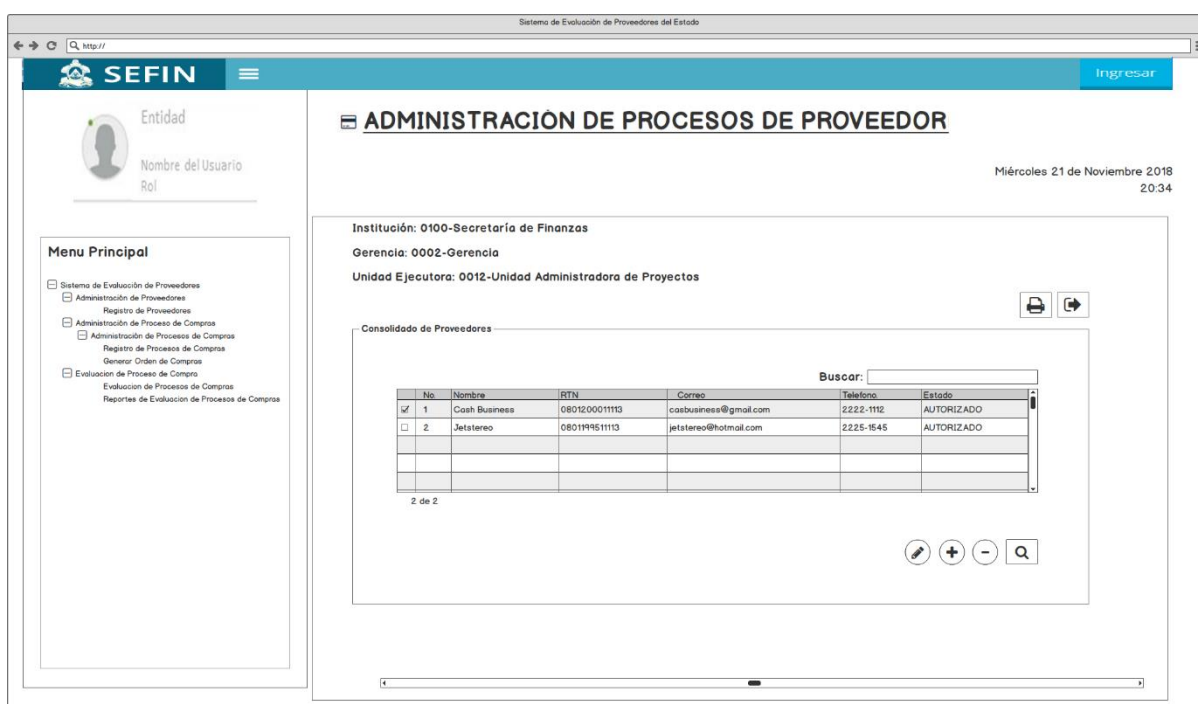 Sistema de Evaluación de Proveedores del Estado
http://
SEFIN
Ingresar
Entidad
Nombre del Usuario
Rol
ADMINISTRACIÓN DE PROCESOS DE PROVEEDOR
Miércoles 21 de Noviembre 2018
20:34
Menu Principal
Sistema de Evaluación de Proveedores
Administración de Proveedores
Registro de Proveedores
Administración de Proceso de Compras
Administración de Procesos de Compras
Registro de Procesos de Compras
Generar Orden de Compras
Evaluacion de Proceso de Compra
Evaluacion de Procesos de Compras
Reportes de Evaluacion de Procesos de Compras
Institución: 0100-Secretaría de Finanzas
Gerencia: 0002-Gerencia
Unidad Ejecutora: 0012-Unidad Administradora de Proyectos
Consolidado de Proveedores
Buscar:
No. Nombre RTN Correo Telefono. Estado
1 Cash Business 0801200011113 casbusiness@gmail.com 2222-1112 AUTORIZADO
2 Jetstereo 0801199511113 jetstereo@hotmail.com 2225-1545 AUTORIZADO
2 de 2